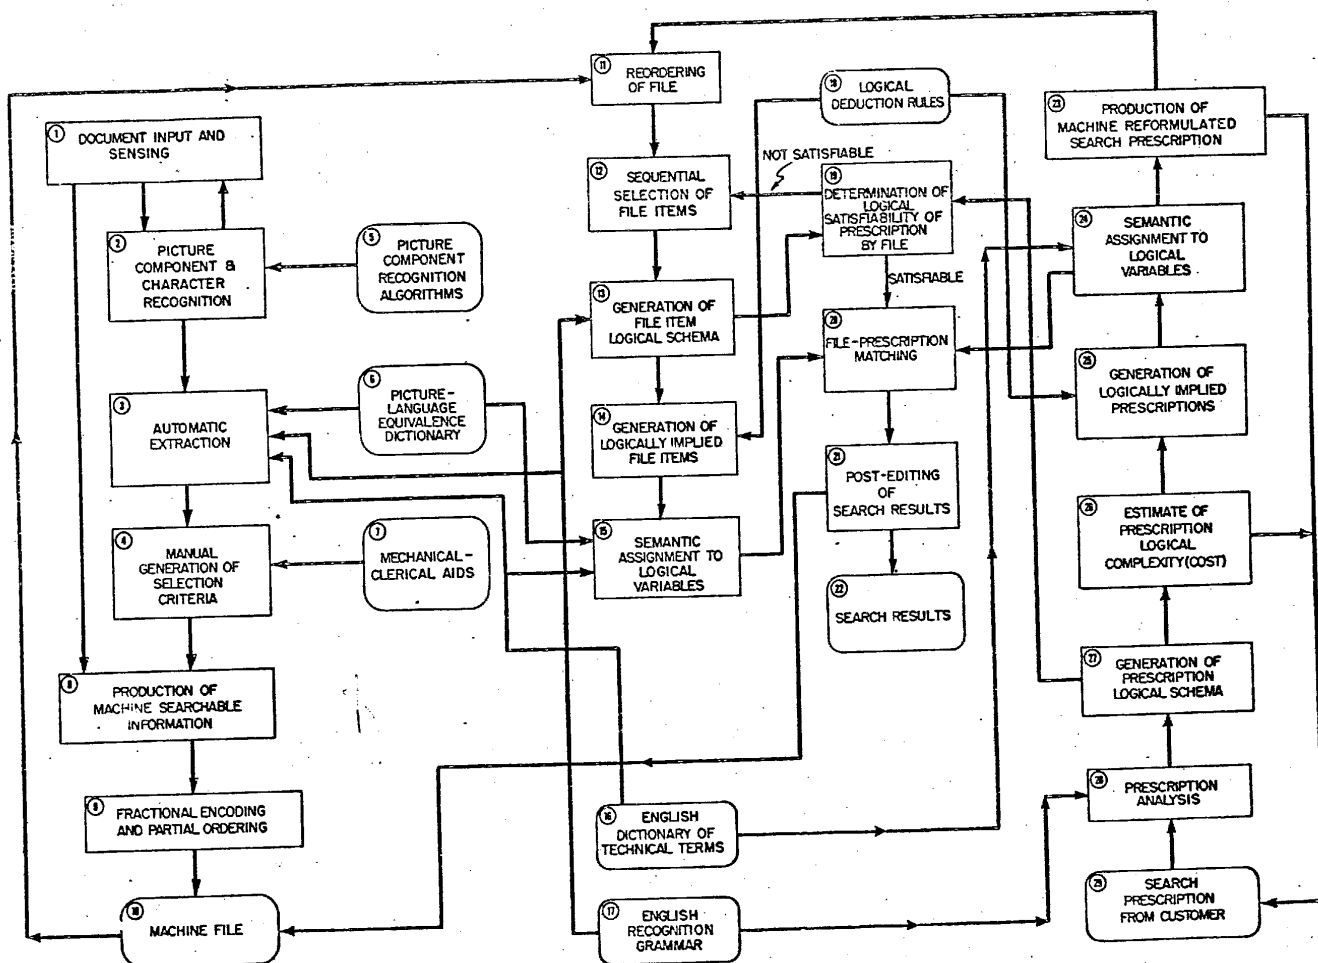 1
DOCUMENT INPUT AND
SENSING
2
PICTURE
COMPONENT &
CHARACTER
RECOGNITION
3
AUTOMATIC
EXTRACTION
4
MANUAL
GENERATION OF
SELECTION
CRITERIA
5
PICTURE
COMPONENT
RECOGNITION
ALGORITHMS
6
PICTURE-
LANGUAGE
EQUIVALENCE
DICTIONARY
7
MECHANICAL-
CLERICAL AIDS
8
PRODUCTION OF
MACHINE SEARCHABLE
INFORMATION
9
FRACTIONAL ENCODING
AND PARTIAL ORDERING
10
MACHINE FILE
11
REORDERING
OF FILE
12
SEQUENTIAL
SELECTION OF
FILE ITEMS
13
GENERATION OF
FILE ITEM
LOGICAL SCHEMA
14
GENERATION OF
LOGICALLY IMPLIED
FILE ITEMS
15
SEMANTIC
ASSIGNMENT TO
LOGICAL
VARIABLES
16
ENGLISH
DICTIONARY OF
TECHNICAL TERMS
17
ENGLISH
RECOGNITION
GRAMMAR
18
LOGICAL
DEDUCTION RULES
NOT SATISFIABLE
19
DETERMINATION OF
LOGICAL
SATISFIABILITY OF
PRESCRIPTION
BY FILE
SATISFIABLE
20
FILE-PRESCRIPTION
MATCHING
21
POST-EDITING
OF
SEARCH RESULTS
22
SEARCH RESULTS
23
PRODUCTION OF
MACHINE REFORMULATED
SEARCH PRESCRIPTION
24
SEMANTIC
ASSIGNMENT TO
LOGICAL
VARIABLES
25
GENERATION OF
LOGICALLY IMPLIED
PRESCRIPTIONS
26
ESTIMATE OF
PRESCRIPTION
LOGICAL
COMPLEXITY(COST)
27
GENERATION OF
PRESCRIPTION
LOGICAL SCHEMA
28
PRESCRIPTION
ANALYSIS
29
SEARCH
PRESCRIPTION
FROM CUSTOMER